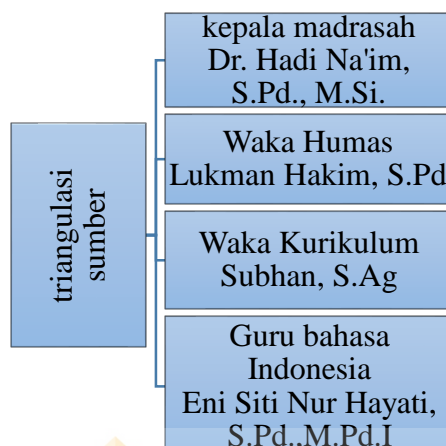 triangulasi
sumber
kepala madrasah
Dr. Hadi Na'im,
S.Pd., M.Si.
Waka Humas
Lukman Hakim, S.Pd
Waka Kurikulum
Subhan, S.Ag
Guru bahasa
Indonesia
Eni Siti Nur Hayati,
S.Pd.,M.Pd.I